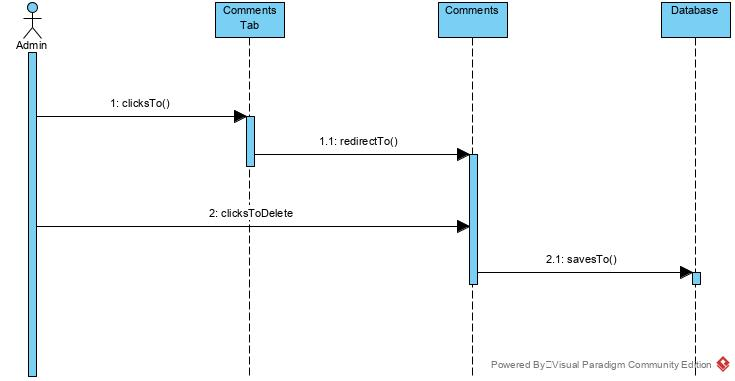 Admin
Comments
Tab
Comments
Database
1: clicksTo()
1.1: redirectTo()
2: clicksToDelete
2.1: savesTo()
Powered By Visual Paradigm Community Edition